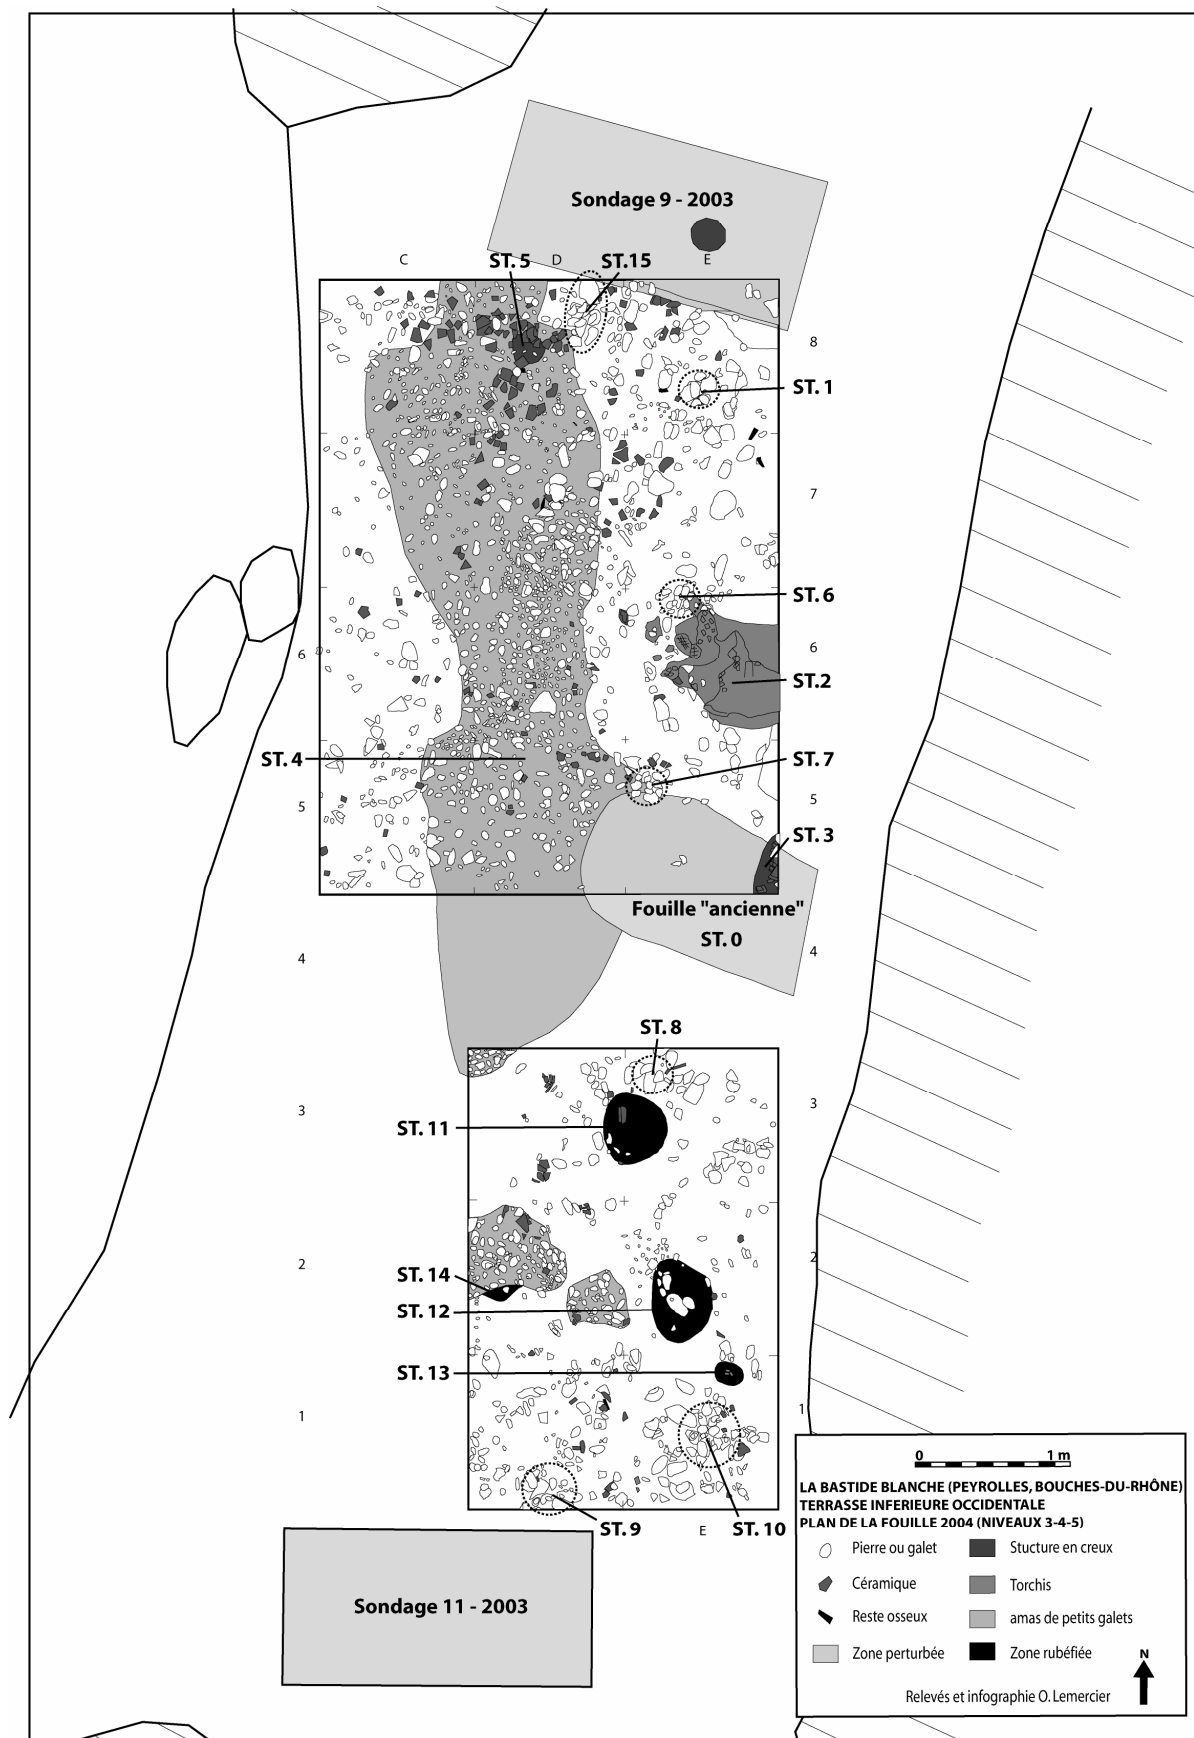 Sondage 9 - 2003
C
ST. 5
D
ST.15
E
8
ST. 1
7
ST. 6
6
6
ST.2
ST. 4
ST. 7
5
5
ST. 3
Fouille "ancienne"
ST. 0
4
4
ST. 8
3
3
ST. 11
2
2
ST. 14
ST. 12
ST. 13
1
1
ST. 9
E
ST. 10
Sondage 11 - 2003
0 1 m
LA BASTIDE BLANCHE (PEYROLLES, BOUCHES-DU-RHÔNE)
TERRASSE INFERIEURE OCCIDENTALE
PLAN DE LA FOUILLE 2004 (NIVEAUX 3-4-5)
Pierre ou galet
Stucture en creux
Céramique
Torchis
Reste osseux
amas de petits galets
Zone perturbée
Zone rubéfiée
N
Relevés et infographie O. Lemercier